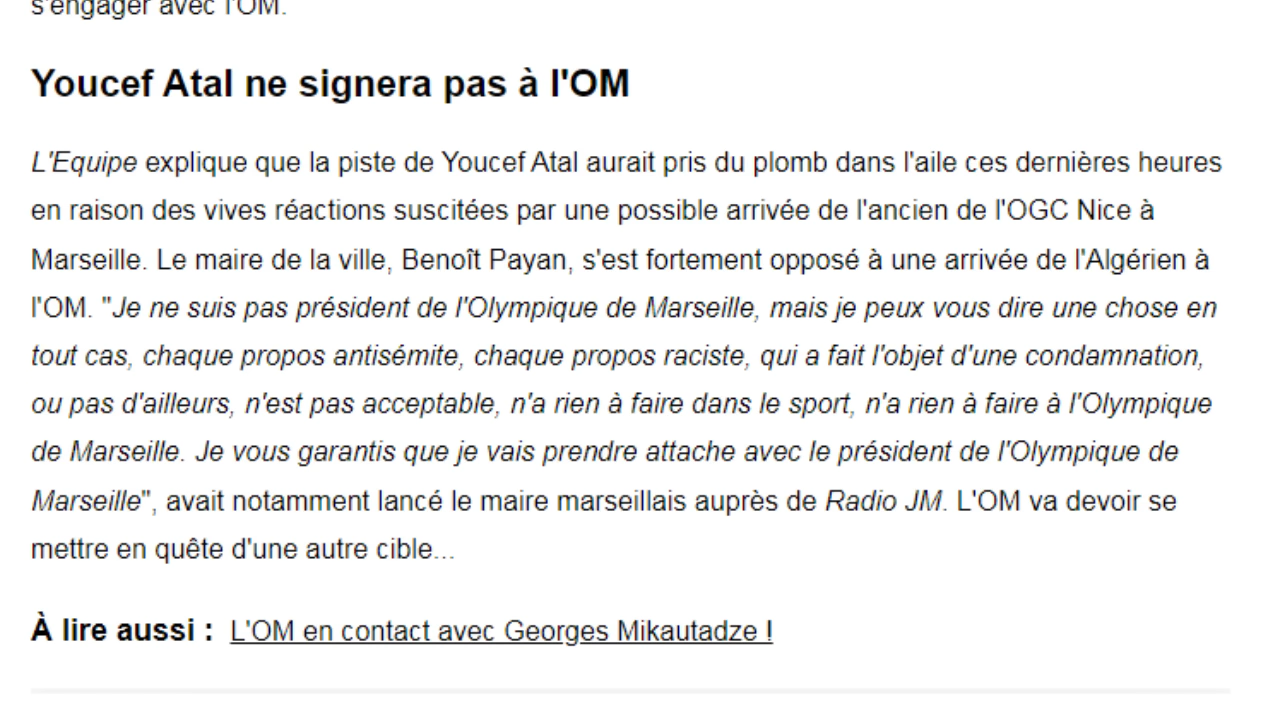 s'engager avec l'OM.
Youcef Atal ne signera pas à l'OM
L'Equipe explique que la piste de Youcef Atal aurait pris du plomb dans l'aile ces dernières heures
en raison des vives réactions suscitées par une possible arrivée de l'ancien de l'OGC Nice à
Marseille. Le maire de la ville, Benoît Payan, s'est fortement opposé à une arrivée de l'Algérien à
l'OM. "Je ne suis pas président de l'Olympique de Marseille, mais je peux vous dire une chose en
tout cas, chaque propos antisémite, chaque propos raciste, qui a fait l'objet d'une condamnation,
ou pas d'ailleurs, n'est pas acceptable, n'a rien à faire dans le sport, n'a rien à faire à l'Olympique
de Marseille. Je vous garantis que je vais prendre attache avec le président de l'Olympique de
Marseille", avait notamment lancé le maire marseillais auprès de Radio JM. L'OM va devoir se
mettre en quête d'une autre cible...
À lire aussi : L'OM en contact avec Georges Mikautadze !